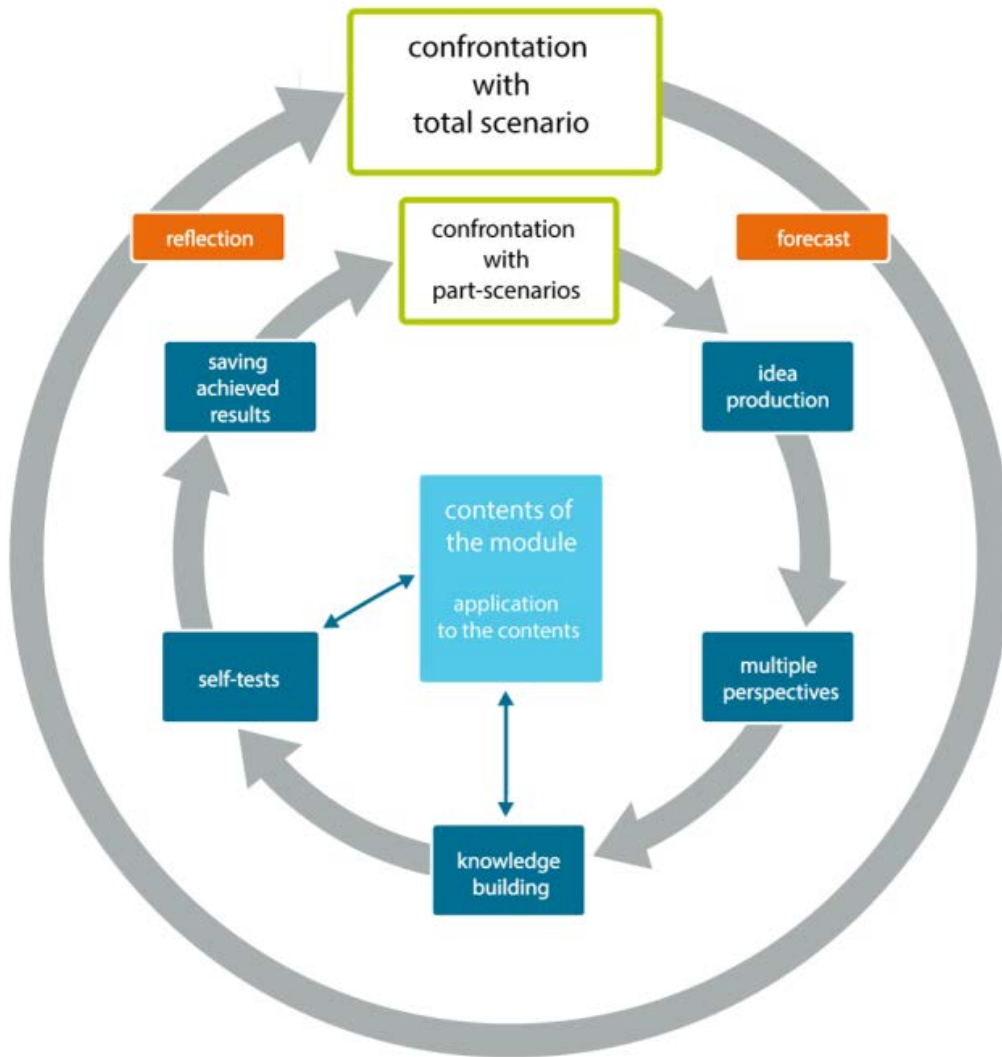 confrontation
with
total scenario
reflection
forecast
confrontation
with
part-scenarios
saving
achieved
results
idea
production
contents of
the module
application
to the contents
self-tests
multiple
perspectives
knowledge
building